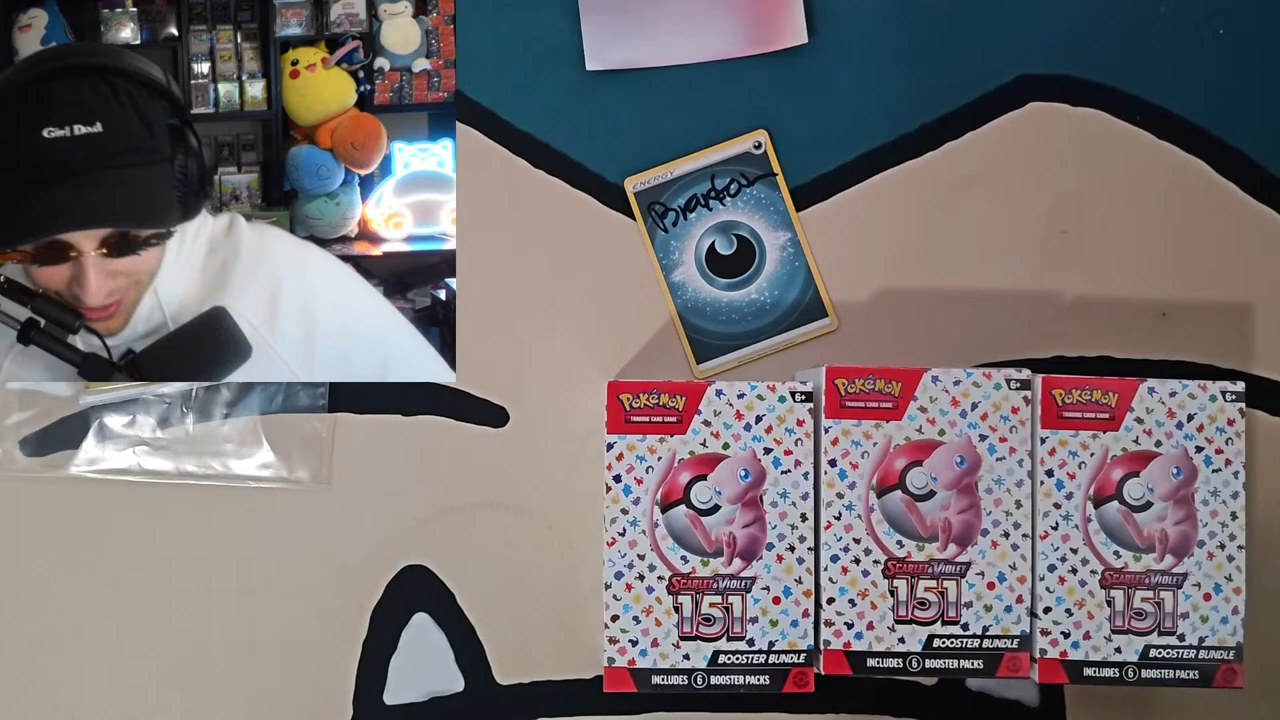 Girl Dad
ENERGY
Braxton
POKéMON
TRADING CARD GAME
6+
SCARLET & VIOLET
151
BOOSTER BUNDLE
INCLUDES 6 BOOSTER PACKS
POKéMON
TRADING CARD GAME
6+
SCARLET & VIOLET
151
BOOSTER BUNDLE
INCLUDES 6 BOOSTER PACKS
POKéMON
TRADING CARD GAME
6+
SCARLET & VIOLET
151
BOOSTER BUNDLE
INCLUDES 6 BOOSTER PACKS